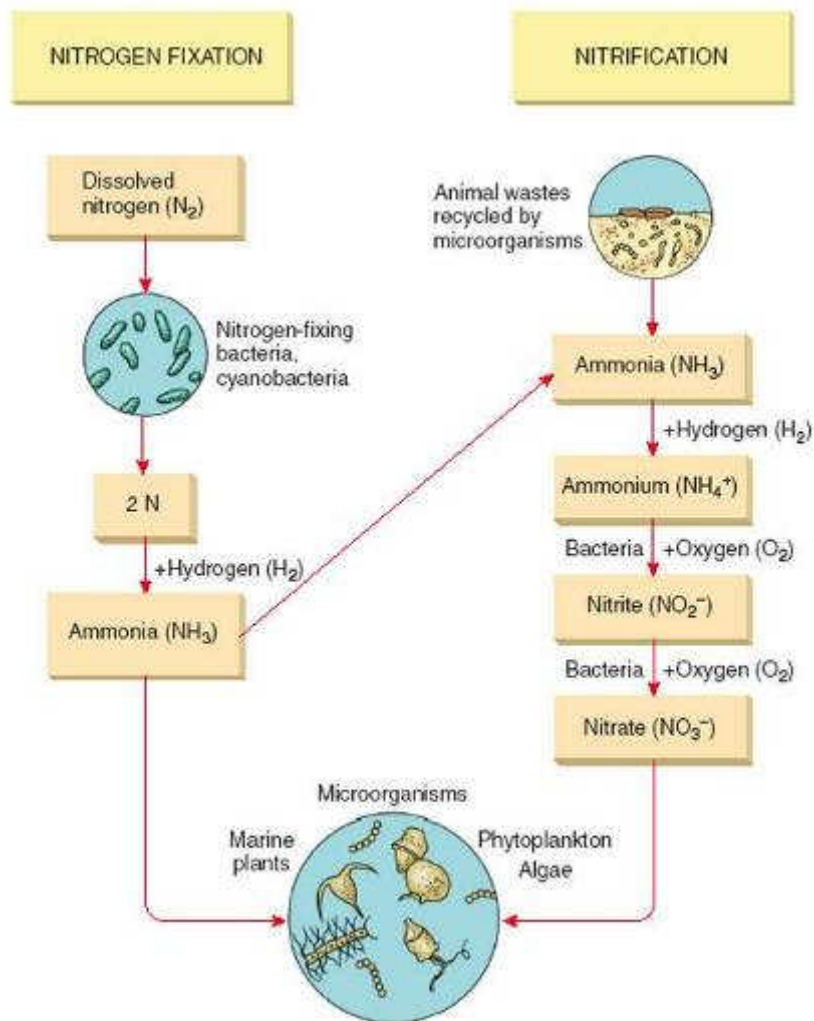 NITROGEN FIXATION
NITRIFICATION
Dissolved
nitrogen (N₂)
Nitrogen-fixing
bacteria,
cyanobacteria
2 N
+Hydrogen (H₂)
Ammonia (NH₃)
Animal wastes
recycled by
microorganisms
Ammonia (NH₃)
+Hydrogen (H₂)
Ammonium (NH₄⁺)
Bacteria +Oxygen (O₂)
Nitrite (NO₂⁻)
Bacteria +Oxygen (O₂)
Nitrate (NO₃⁻)
Microorganisms
Marine
plants
Phytoplankton
Algae